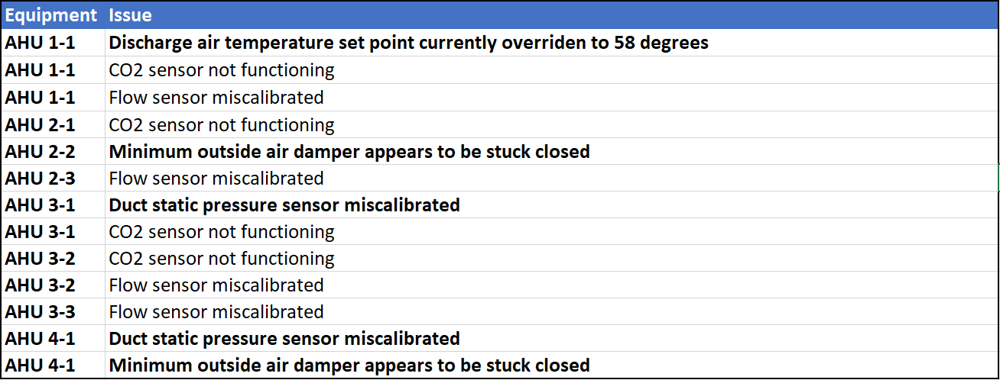 Equipment Issue
AHU 1-1 Discharge air temperature set point currently overriden to 58 degrees
AHU 1-1 CO2 sensor not functioning
AHU 1-1 Flow sensor miscalibrated
AHU 2-1 CO2 sensor not functioning
AHU 2-2 Minimum outside air damper appears to be stuck closed
AHU 2-3 Flow sensor miscalibrated
AHU 3-1 Duct static pressure sensor miscalibrated
AHU 3-1 CO2 sensor not functioning
AHU 3-2 CO2 sensor not functioning
AHU 3-2 Flow sensor miscalibrated
AHU 3-3 Flow sensor miscalibrated
AHU 4-1 Duct static pressure sensor miscalibrated
AHU 4-1 Minimum outside air damper appears to be stuck closed